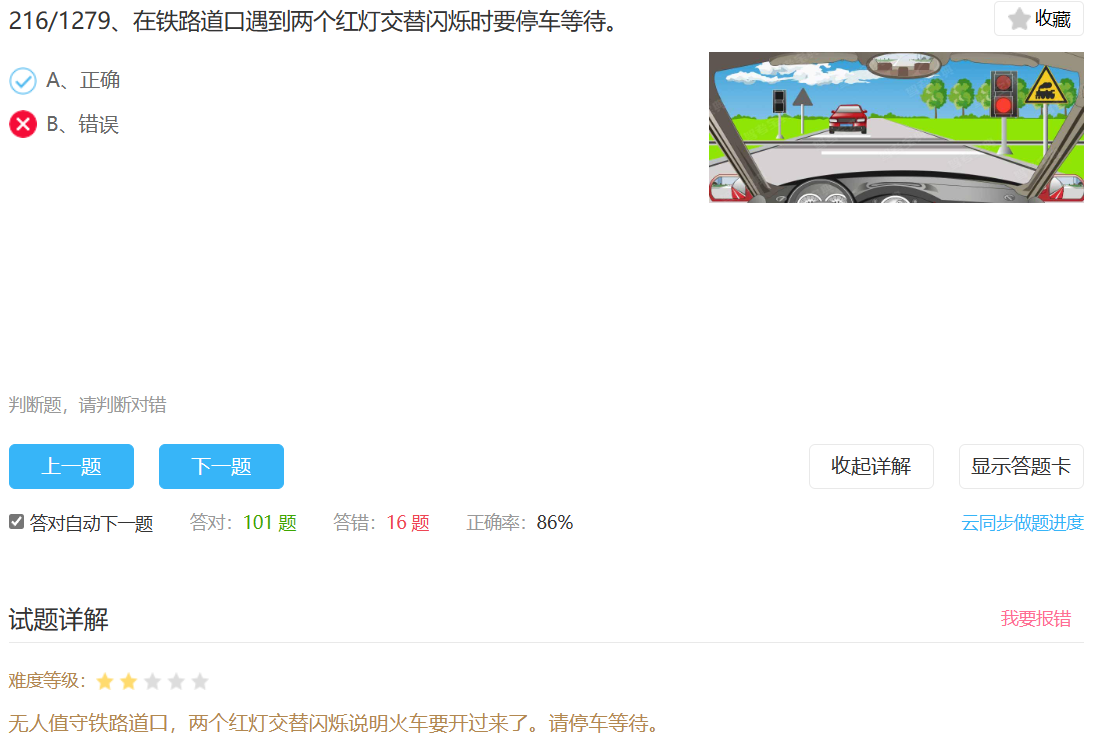 216/1279、在铁路道口遇到两个红灯交替闪烁时要停车等待。
收藏
A、正确
B、错误
判断题，请判断对错
上一题
下一题
收起详解
显示答题卡
答对自动下一题 答对：101 题 答错：16 题 正确率：86%
云同步做题进度
试题详解
我要报错
难度等级：
无人值守铁路道口，两个红灯交替闪烁说明火车要开过来了。请停车等待。